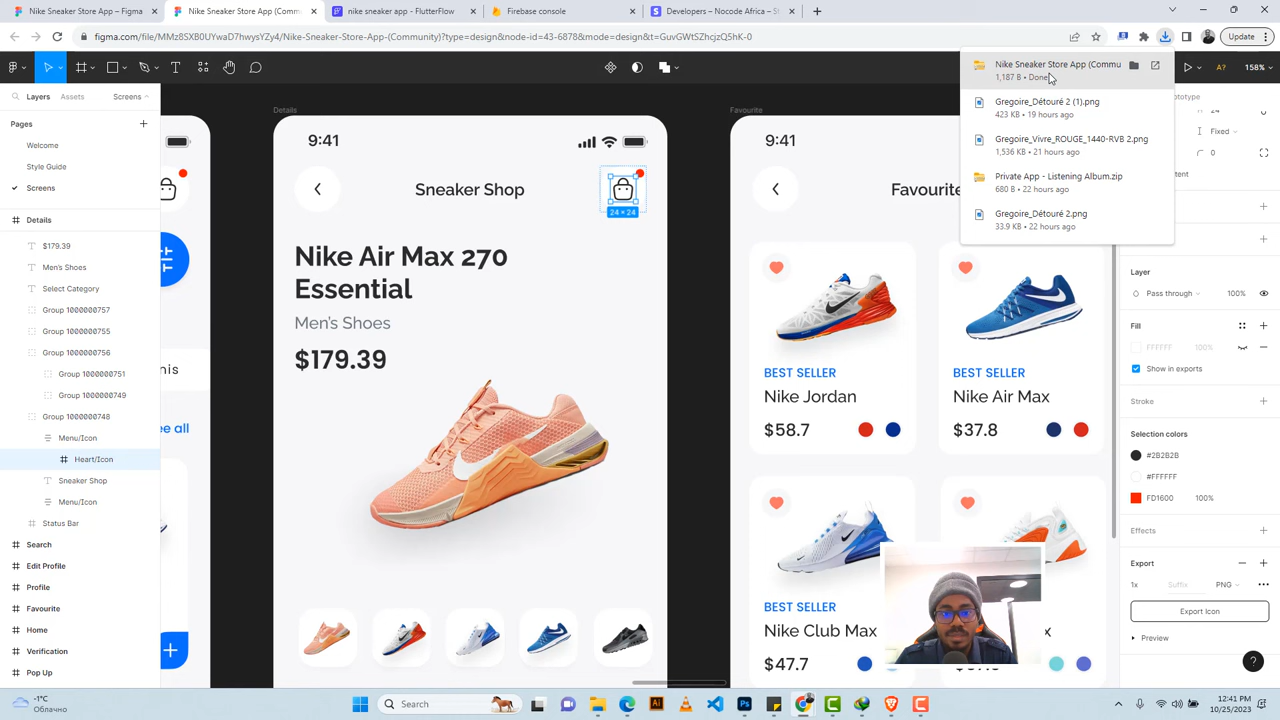 Nike Sneaker App - Figma
Nike Sneaker Store App (Comm
nike sneaker app - FlutterFlow
Firebase console
Developers – Nocode Africa – S
figma.com/file/MMz8SXB0UYwaD7hwysYZy4/Nike-Sneaker-Store-App-(Community)?type=design&node-id=43-6878&mode=design&t=GuvGWtSZhcjzQ5hK-0
Update
A?
158%
Nike Sneaker Store App (Commu
1,187 B • Done
Gregoire_Détouré 2 (1).png
423 KB • 19 hours ago
Gregoire_Vivre_ROUGE_1440-RVB 2.png
1,536 KB • 21 hours ago
Private App - Listening Album.zip
680 B • 22 hours ago
Gregoire_Détouré 2.png
33.9 KB • 22 hours ago
Layers
Assets
Screens
Pages
Welcome
Style Guide
Screens
Details
$179.39
Men's Shoes
Select Category
Group 1000000757
Group 1000000755
Group 1000000756
Group 1000000751
Group 1000000749
Group 1000000748
Menu/Icon
Heart/Icon
Sneaker Shop
Menu/Icon
Status Bar
Search
Edit Profile
Profile
Favourite
Home
Verification
Pop Up
nis
ee all
Details
9:41
Sneaker Shop
24 × 24
Nike Air Max 270
Essential
Men's Shoes
$179.39
Favourite
9:41
Favourite
BEST SELLER
Nike Jordan
$58.7
BEST SELLER
Nike Air Max
$37.8
BEST SELLER
Nike Club Max
$47.7
x
Fixed
0
Layer
Pass through
100%
Fill
FFFFFF
100%
Show in exports
Stroke
Selection colors
#2B2B2B
#FFFFFF
FD1600
100%
Effects
Export
1x
Suffix
PNG
Export Icon
Preview
?
-1°C
Облачно
Search
12:41 PM
10/25/2023